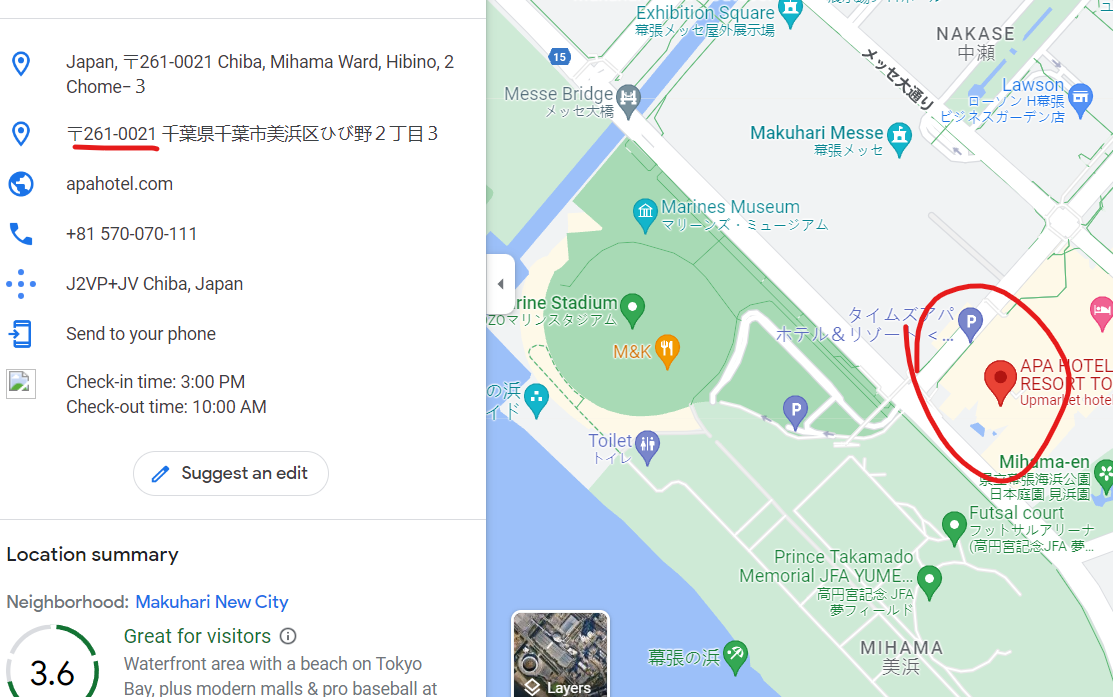 Japan, 〒261-0021 Chiba, Mihama Ward, Hibino, 2
Chome−3
〒261-0021 千葉県千葉市美浜区ひび野２丁目３
apahotel.com
+81 570-070-111
J2VP+JV Chiba, Japan
Send to your phone
Check-in time: 3:00 PM
Check-out time: 10:00 AM
Suggest an edit
Location summary
Neighborhood: Makuhari New City
3.6
Great for visitors
Waterfront area with a beach on Tokyo
Bay, plus modern malls & pro baseball at
Exhibition Square
幕張メッセ屋外展示場
15
NAKASE
中瀬
メッセ大通り
Messe Bridge
メッセ大橋
Lawson
ローソン H幕張
ビジネスガーデン店
Makuhari Messe
幕張メッセ
Marines Museum
マリーンズ・ミュージアム
rine Stadium
ZOマリンスタジアム
M&K
タイムズアパ
ホテル＆リゾート <...
P
APA HOTEL
RESORT TO
Upmarket hotel
の浜
イド
P
Toilet
トイレ
Mihama-en
県立幕張海浜公園
日本庭園 見浜園
Futsal court
フットサルアリーナ
(高円宮記念JFA 夢...
Prince Takamado
Memorial JFA YUME...
高円宮記念 JFA
夢フィールド
MIHAMA
美浜
幕張の浜
Layers